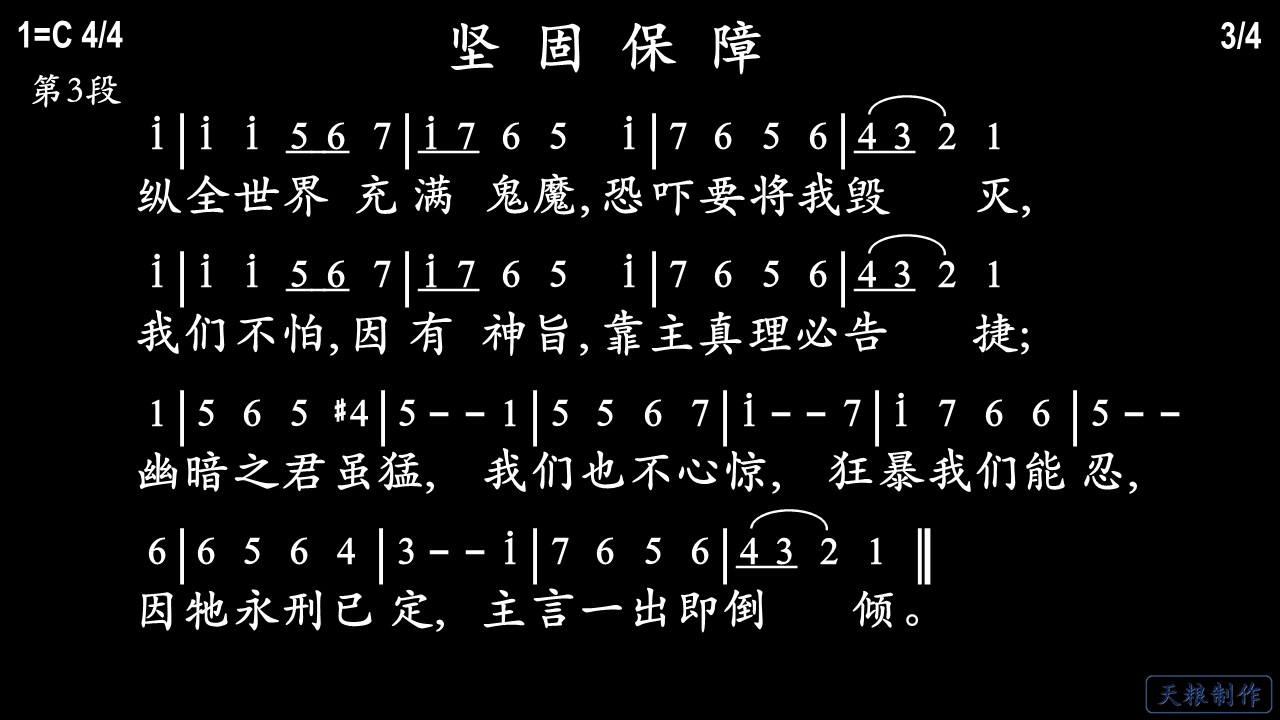 1=C 4/4 坚固保障 3/4
第3段
i̇ | i̇ i̇ 5 6 7 | i̇ 7 6 5 i̇ | 7 6 5 6 | 4 3 2 1
纵全世界 充满 鬼魔,恐吓要将我毁 灭,
i̇ | i̇ i̇ 5 6 7 | i̇ 7 6 5 i̇ | 7 6 5 6 | 4 3 2 1
我们不怕,因有 神旨,靠主真理必告 捷;
1 | 5 6 5 #4 | 5 – – 1 | 5 5 6 7 | i̇ – – 7 | i̇ 7 6 6 | 5 – –
幽暗之君虽猛, 我们也不心惊, 狂暴我们能忍,
6 | 6 5 6 4 | 3 – – i̇ | 7 6 5 6 | 4 3 2 1 ‖
因牠永刑已定, 主言一出即倒 倾。
天粮制作